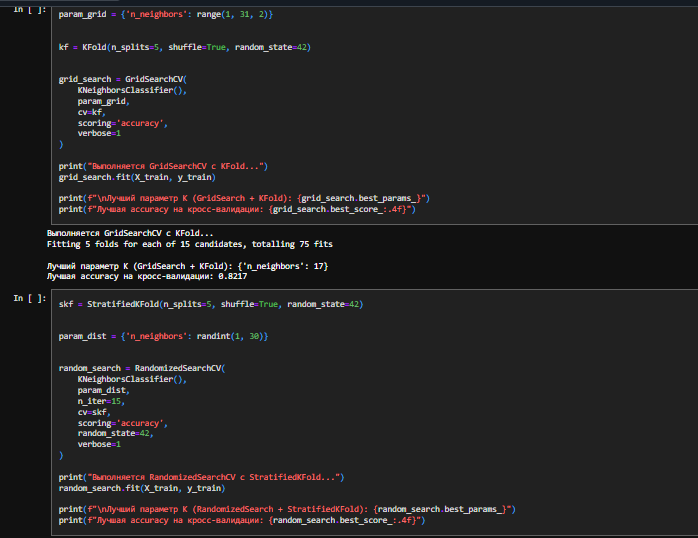 In [ ]:
param_grid = {'n_neighbors': range(1, 31, 2)}
kf = KFold(n_splits=5, shuffle=True, random_state=42)
grid_search = GridSearchCV(
KNeighborsClassifier(),
param_grid,
cv=kf,
scoring='accuracy',
verbose=1
)
print("Выполняется GridSearchCV с KFold...")
grid_search.fit(X_train, y_train)
print(f"\nЛучший параметр K (GridSearch + KFold): {grid_search.best_params_}")
print(f"Лучшая accuracy на кросс-валидации: {grid_search.best_score_:.4f}")
Выполняется GridSearchCV с KFold...
Fitting 5 folds for each of 15 candidates, totalling 75 fits
Лучший параметр K (GridSearch + KFold): {'n_neighbors': 17}
Лучшая accuracy на кросс-валидации: 0.8217
In [ ]:
skf = StratifiedKFold(n_splits=5, shuffle=True, random_state=42)
param_dist = {'n_neighbors': randint(1, 30)}
random_search = RandomizedSearchCV(
KNeighborsClassifier(),
param_dist,
n_iter=15,
cv=skf,
scoring='accuracy',
random_state=42,
verbose=1
)
print("Выполняется RandomizedSearchCV с StratifiedKFold...")
random_search.fit(X_train, y_train)
print(f"\nЛучший параметр K (RandomizedSearch + StratifiedKFold): {random_search.best_params_}")
print(f"Лучшая accuracy на кросс-валидации: {random_search.best_score_:.4f}")